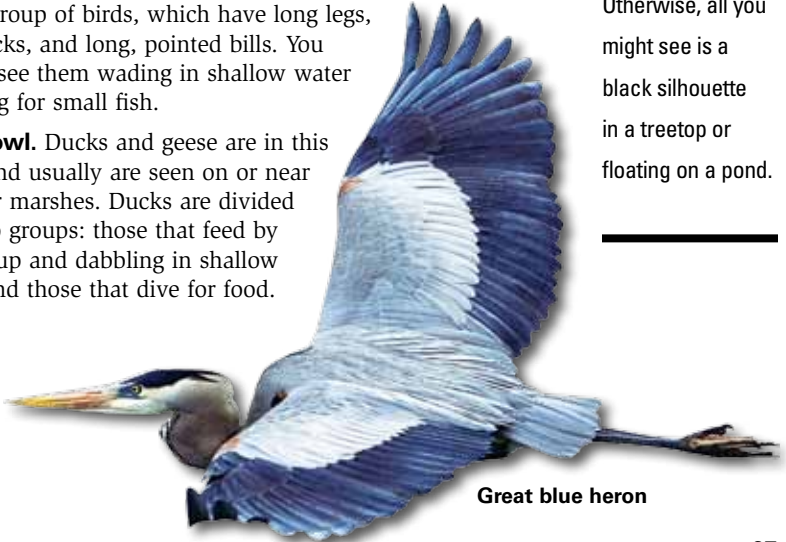 roup of birds, which have long legs,
cks, and long, pointed bills. You
see them wading in shallow water
g for small fish.
owl. Ducks and geese are in this
nd usually are seen on or near
r marshes. Ducks are divided
groups: those that feed by
up and dabbling in shallow
nd those that dive for food.
Otherwise, all you
might see is a
black silhouette
in a treetop or
floating on a pond.
Great blue heron